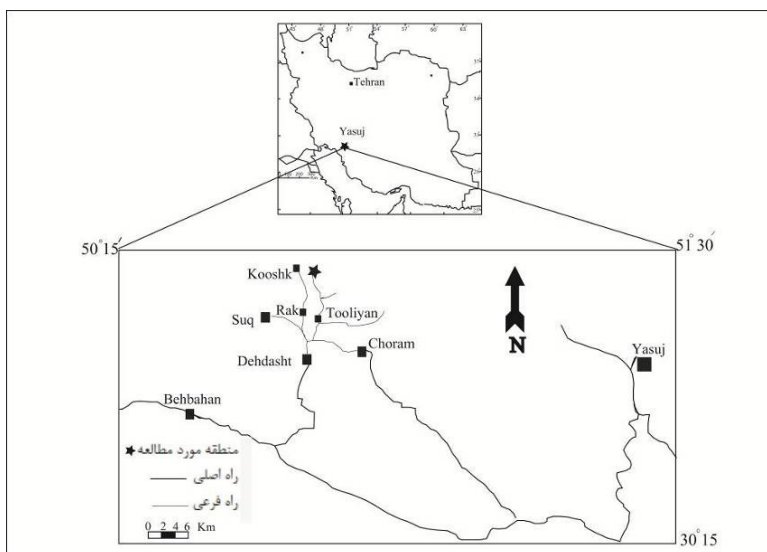 Tehran
Yasuj
50°15′
51°30′
Kooshk
Rak
Tooliyan
Suq
Choram
Dehdasht
Yasuj
N
Behbahan
منطقه مورد مطالعه
راه اصلی
راه فرعی
0 2 4 6 Km
30°15